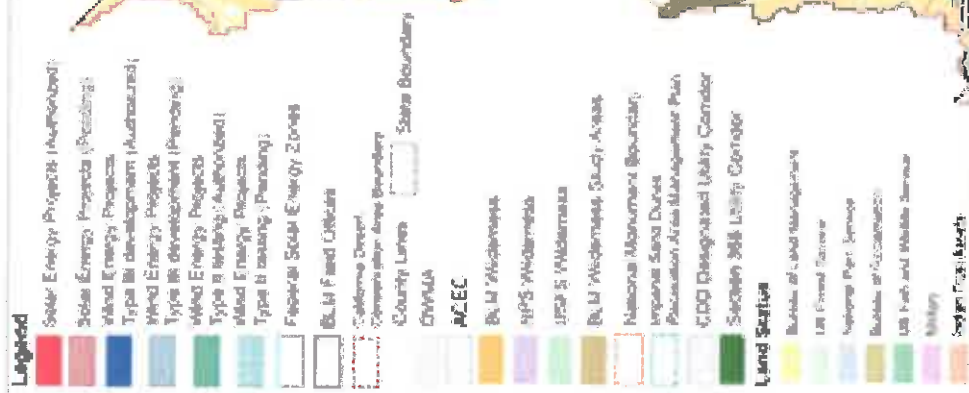 Legend
Solar Energy Projects (Authorized)
Solar Energy Projects (Pending)
Wind Energy Projects
Type III development (Authorized)
Wind Energy Projects
Type III development (Pending)
Wind Energy Projects
Type II testing (Authorized)
Wind Energy Projects
Type II testing (Pending)
Federal Solar Energy Zones
BLM Field Offices
California Desert
Conservation Area Boundary
County Lines
State Boundary
DWMA
ACEC
BLM Wilderness
NPS Wilderness
USFS Wilderness
BLM Wilderness Study Areas
National Monument Boundary
Imperial Sand Dunes
Recreation Area Management Plan
CDD Designated Utility Corridor
Section 368 Utility Corridor
Land Status
Bureau of Land Management
US Forest Service
National Park Service
Bureau of
US Fish and Wildlife Service
Military